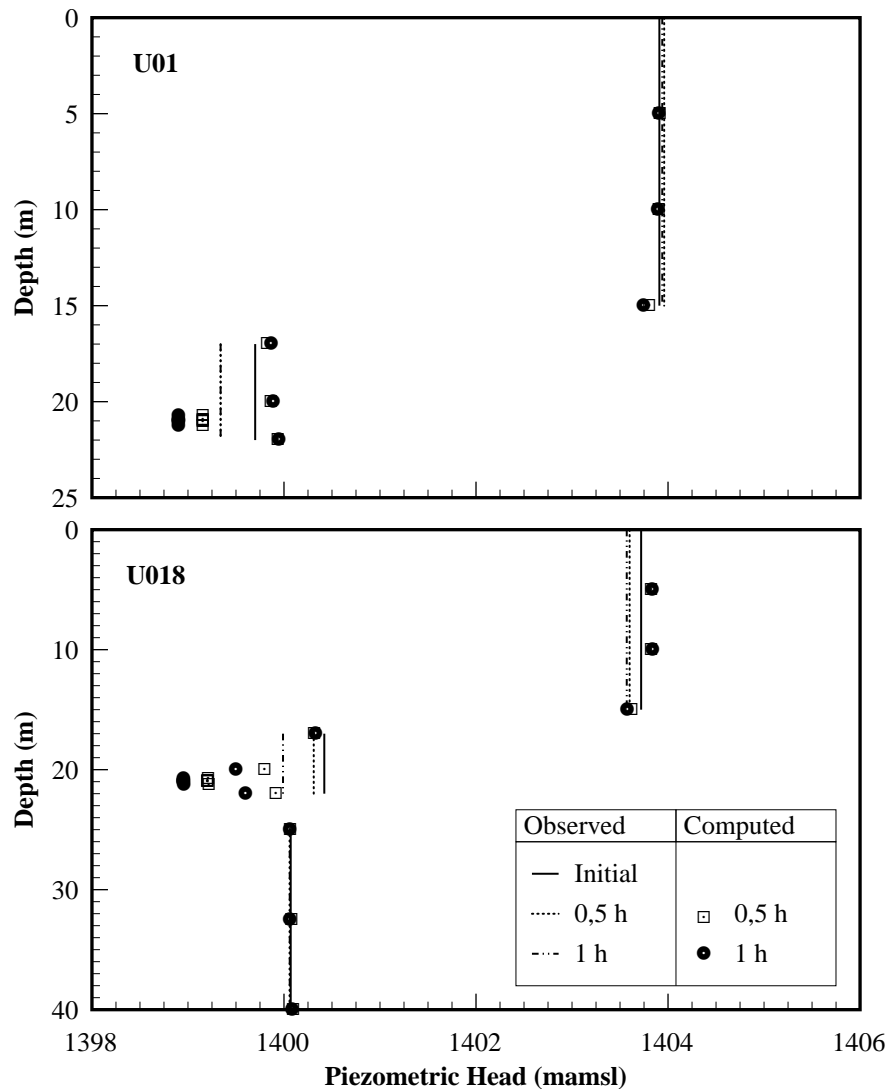 0
U01
5
10
15
20
25
Depth (m)
0
U018
10
20
30
40
Depth (m)
Observed Computed
Initial
0,5 h 0,5 h
1 h 1 h
1398 1400 1402 1404 1406
Piezometric Head (mamsl)